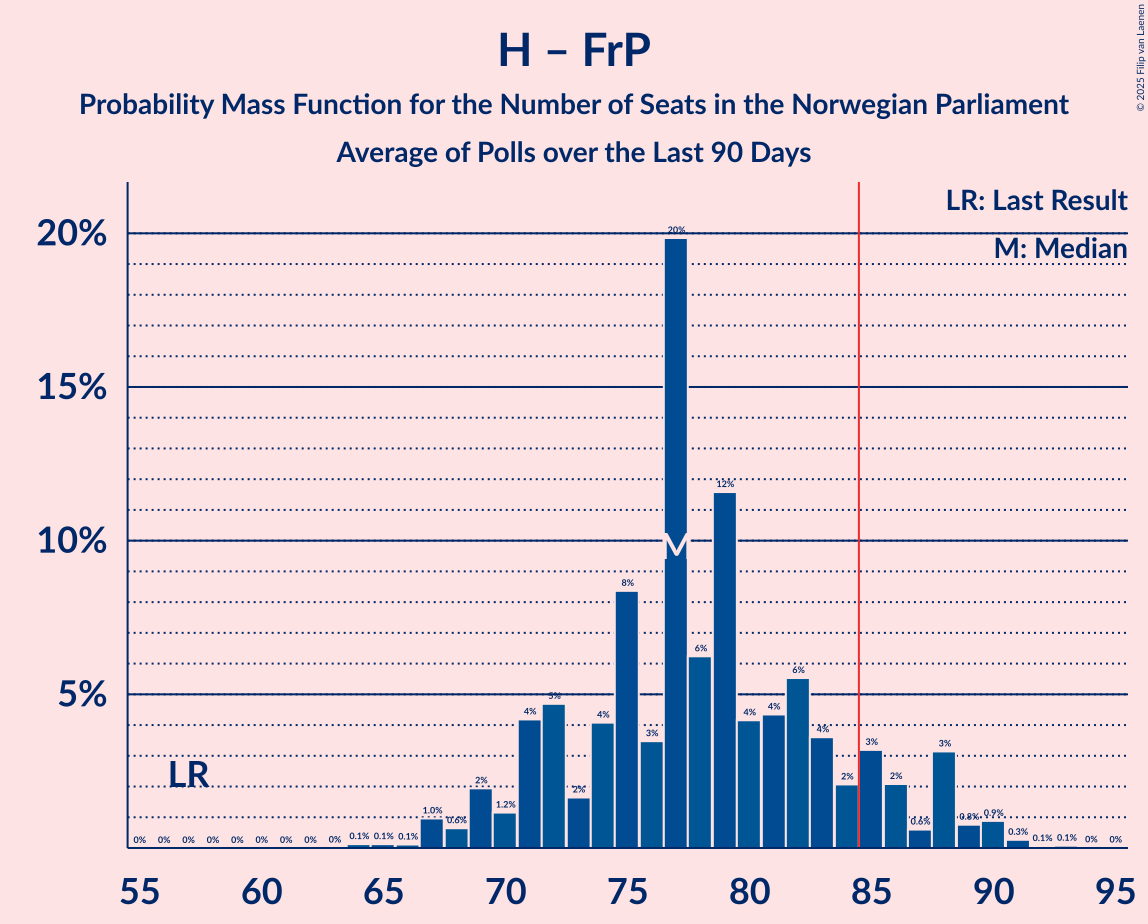 H – FrP
Probability Mass Function for the Number of Seats in the Norwegian Parliament
Average of Polls over the Last 90 Days
© 2025 Filip van Laenen
LR: Last Result
M: Median
20%
15%
10%
5%
LR
M
0% 0% 0% 0% 0% 0% 0% 0% 0% 0.1% 0.1% 0.1% 1.0% 0.6% 2% 1.2% 4% 5% 2% 4% 8% 3% 20% 6% 12% 4% 4% 6% 4% 2% 3% 2% 0.6% 3% 0.8% 0.9% 0.3% 0.1% 0.1% 0% 0%
55 60 65 70 75 80 85 90 95